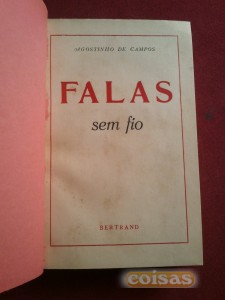 AGOSTINHO DE CAMPOS
FALAS
sem fio
BERTRAND
coisas